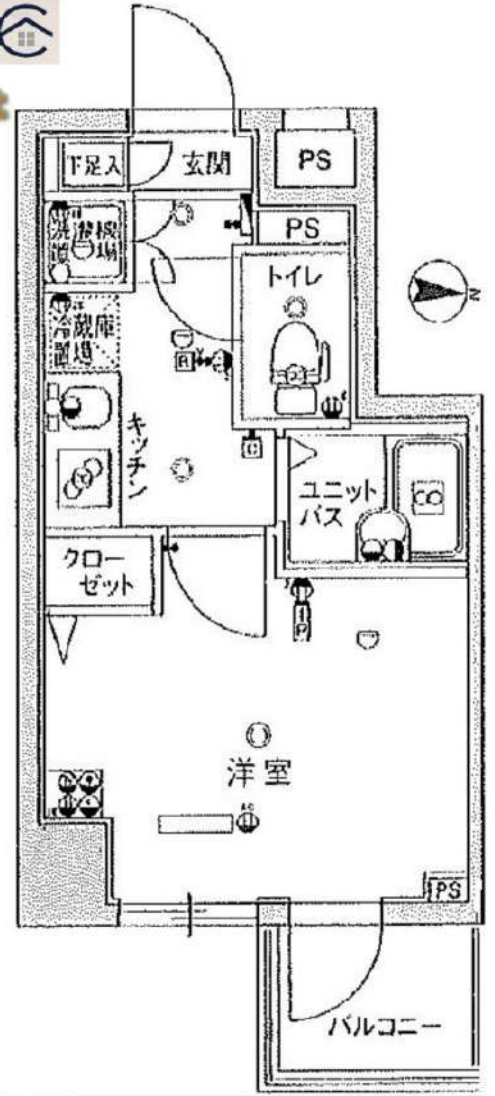 下足入
玄関
PS
洗濯機
置場
PS
トイレ
N
冷蔵庫
置場
R
キッチン
C
ユニット
バス
クロー
ゼット
洋室
AC
PS
バルコニー